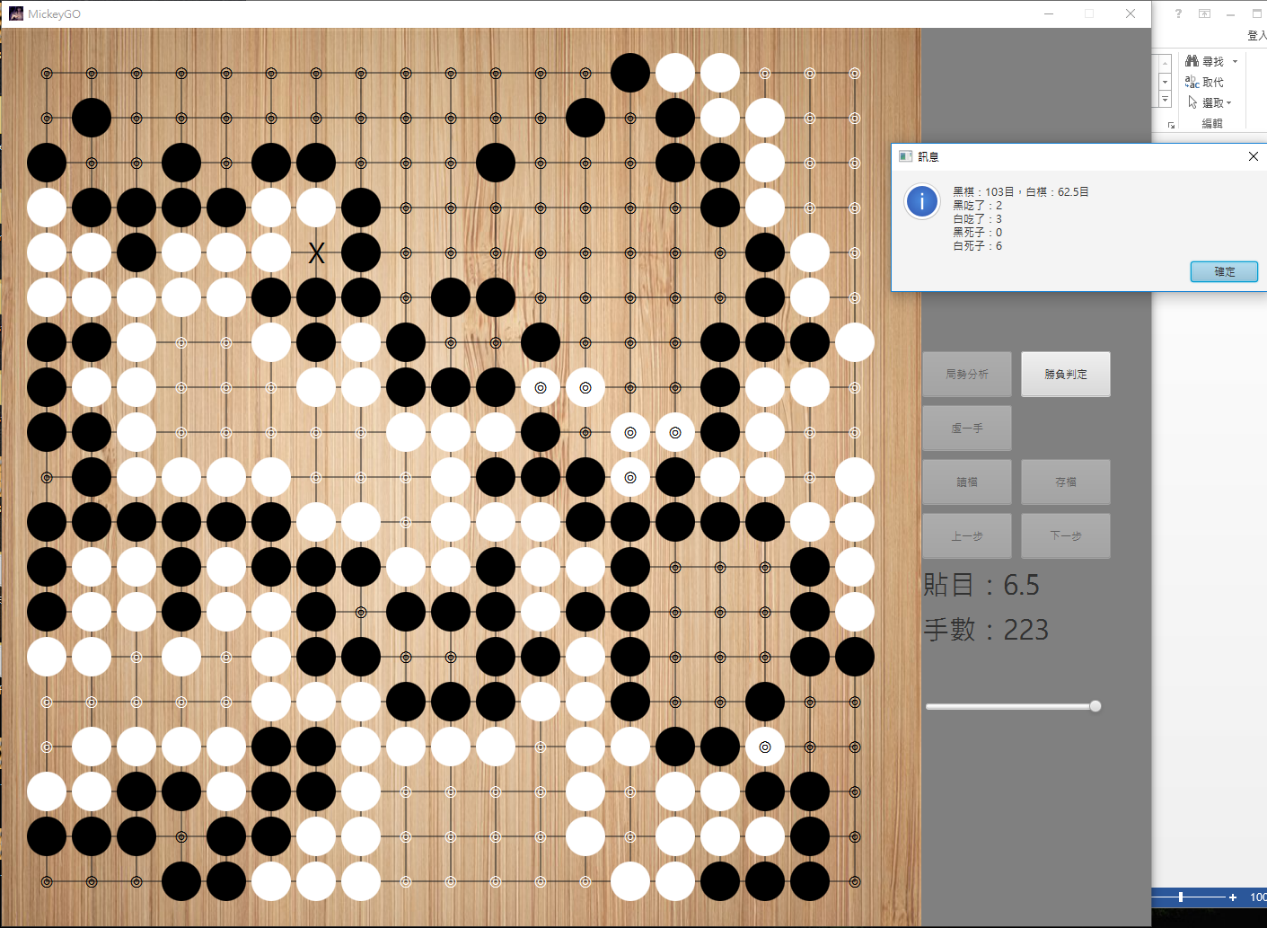 MickeyGO
登入
尋找
取代
選取
編輯
訊息
黑棋：103目，白棋：62.5目
黑吃了：2
白吃了：3
黑死子：0
白死子：6
確定
X
局勢分析
勝負判定
虛一手
讀檔
存檔
上一步
下一步
貼目：6.5
手數：223
100